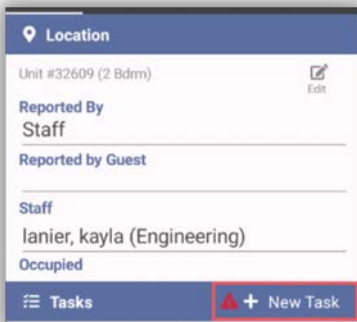 Location
Unit #32609 (2 Bdrm)
Edit
Reported By
Staff
Reported by Guest
Staff
lanier, kayla (Engineering)
Occupied
Tasks
+ New Task